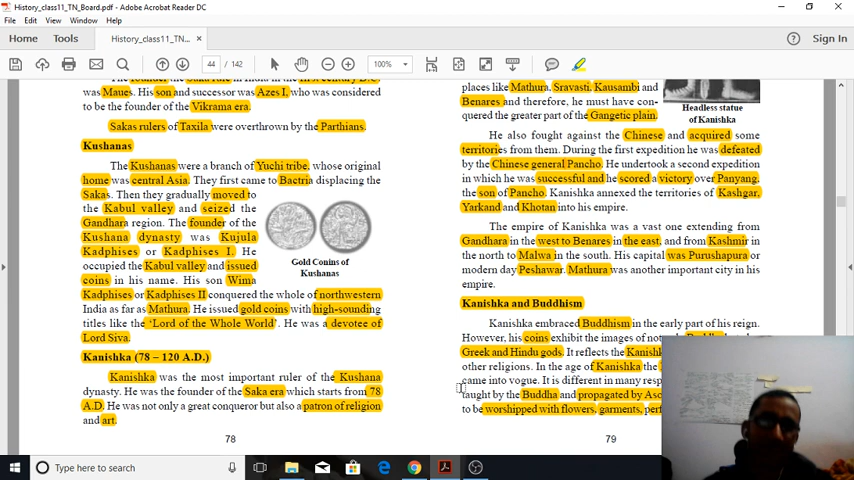 History_class11_TN_Board.pdf - Adobe Acrobat Reader DC
File Edit View Window Help
Home Tools History_class11_TN... ×
Sign In
44 / 142
100%
The founder the Saka rule in India in the first century B.C
was Maues. His son and successor was Azes I, who was considered
to be the founder of the Vikrama era.
Sakas rulers of Taxila were overthrown by the Parthians.
Kushanas
The Kushanas were a branch of Yuchi tribe, whose original
home was central Asia. They first came to Bactria displacing the
Sakas. Then they gradually moved to
the Kabul valley and seized the
Gandhara region. The founder of the
Kushana dynasty was Kujula
Kadphises or Kadphises I. He
occupied the Kabul valley and issued
coins in his name. His son Wima
Gold Conins of
Kushanas
Kadphises or Kadphises II conquered the whole of northwestern
India as far as Mathura. He issued gold coins with high-sounding
titles like the 'Lord of the Whole World'. He was a devotee of
Lord Siva.
Kanishka (78 – 120 A.D.)
Kanishka was the most important ruler of the Kushana
dynasty. He was the founder of the Saka era which starts from 78
A.D. He was not only a great conqueror but also a patron of religion
and art.
78
places like Mathura, Sravasti, Kausambi and
Benares and therefore, he must have con-
quered the greater part of the Gangetic plain.
Headless statue
of Kanishka
He also fought against the Chinese and acquired some
territories from them. During the first expedition he was defeated
by the Chinese general Pancho. He undertook a second expedition
in which he was successful and he scored a victory over Panyang,
the son of Pancho. Kanishka annexed the territories of Kashgar,
Yarkand and Khotan into his empire.
The empire of Kanishka was a vast one extending from
Gandhara in the west to Benares in the east, and from Kashmir in
the north to Malwa in the south. His capital was Purushapura or
modern day Peshawar. Mathura was another important city in his
empire.
Kanishka and Buddhism
Kanishka embraced Buddhism in the early part of his reign.
However, his coins exhibit the images of not
Greek and Hindu gods. It reflects the Kanishk
other religions. In the age of Kanishka the
came into vogue. It is different in many resp
taught by the Buddha and propagated by Aso
to be worshipped with flowers, garments, perf
79
Type here to search